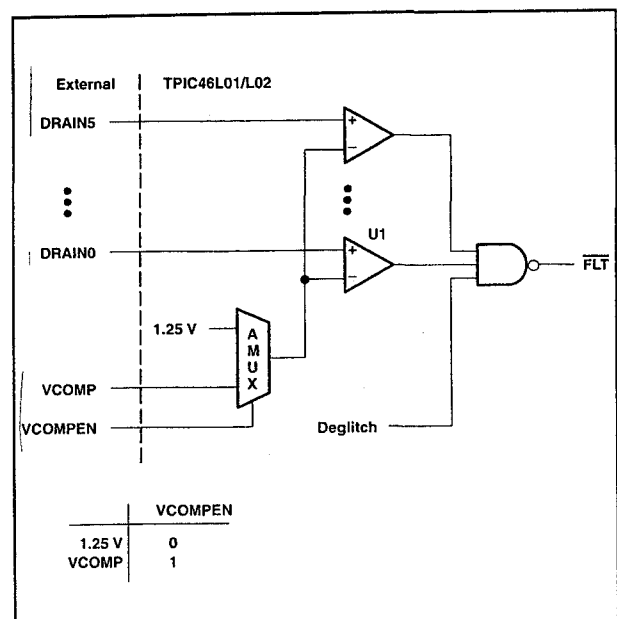 External TPIC46L01/L02
DRAIN5 + −
DRAIN0 U1 + −
FLT
1.25 V
A
M
U
X
VCOMP
VCOMPEN
Deglitch
VCOMPEN
1.25 V 0
VCOMP 1